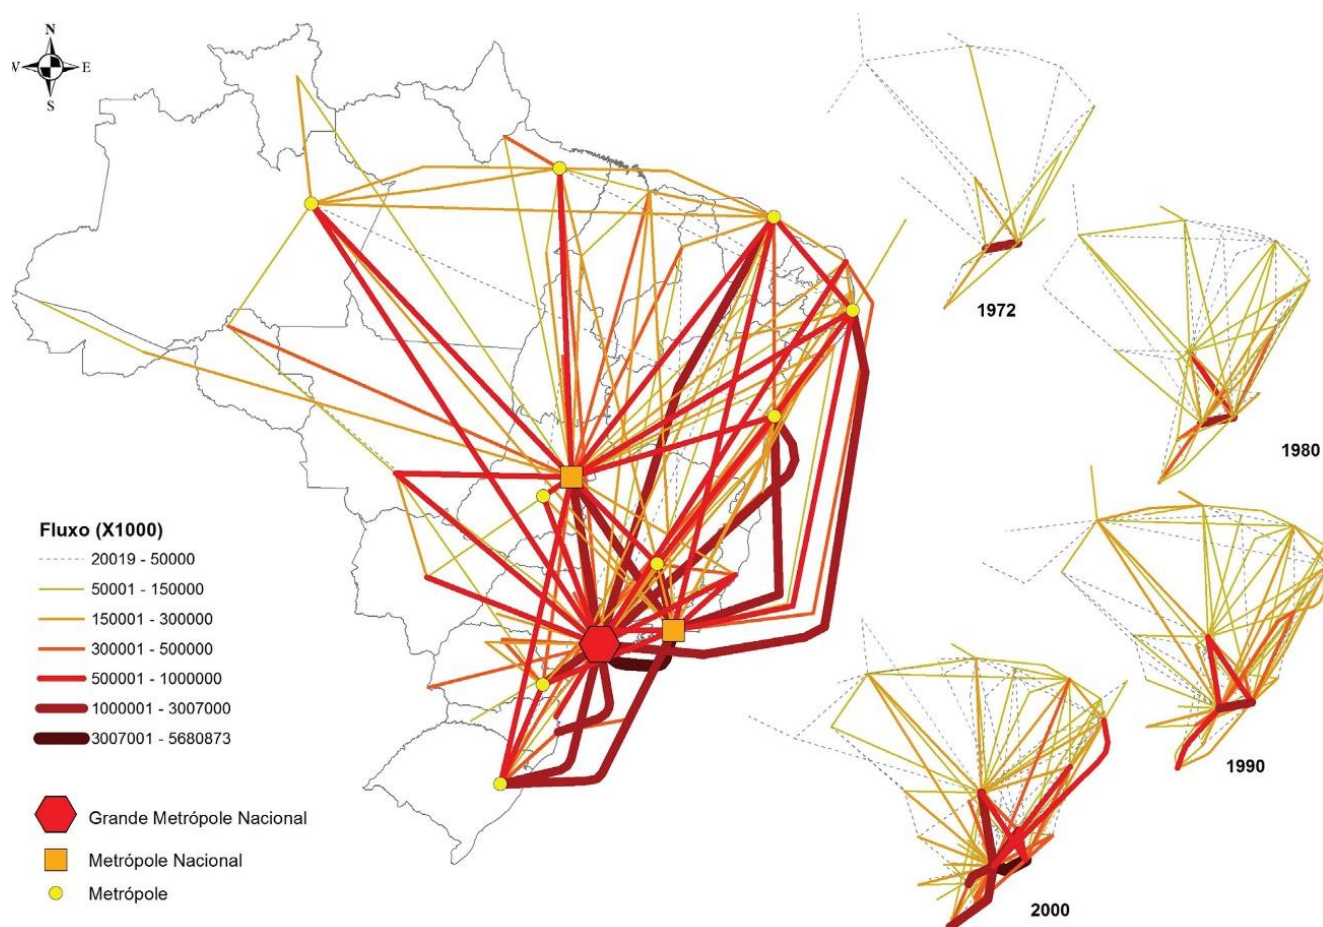 N
V E
S
1972
1980
1990
2000
Fluxo (X1000)
20019 - 50000
50001 - 150000
150001 - 300000
300001 - 500000
500001 - 1000000
1000001 - 3007000
3007001 - 5680873
Grande Metrópole Nacional
Metrópole Nacional
Metrópole